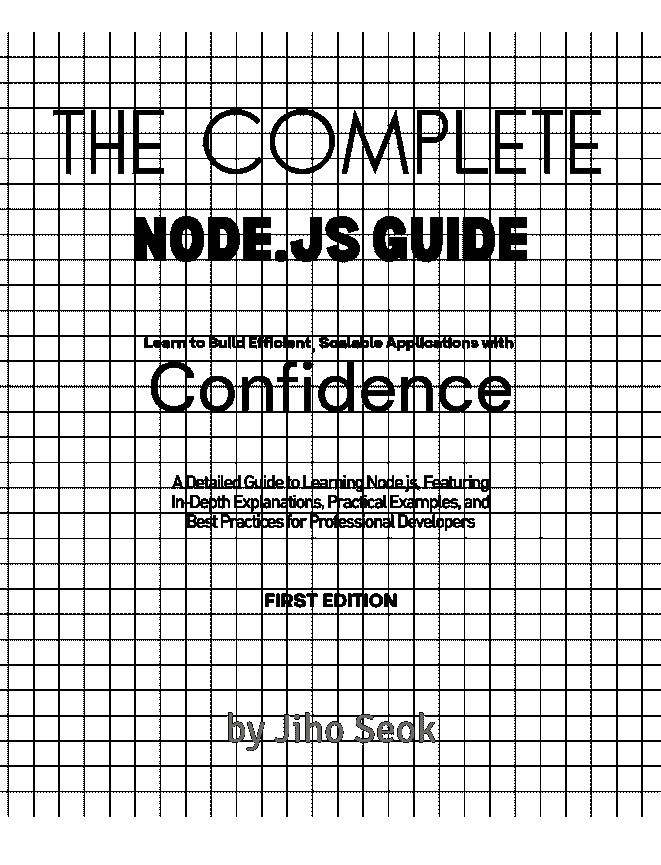 THE COMPLETE
NODE.JS GUIDE
Learn to Build Efficient, Scalable Applications with
Confidence
A Detailed Guide to Learning Node.js, Featuring
In-Depth Explanations, Practical Examples, and
Best Practices for Professional Developers
FIRST EDITION
by Jiho Seok